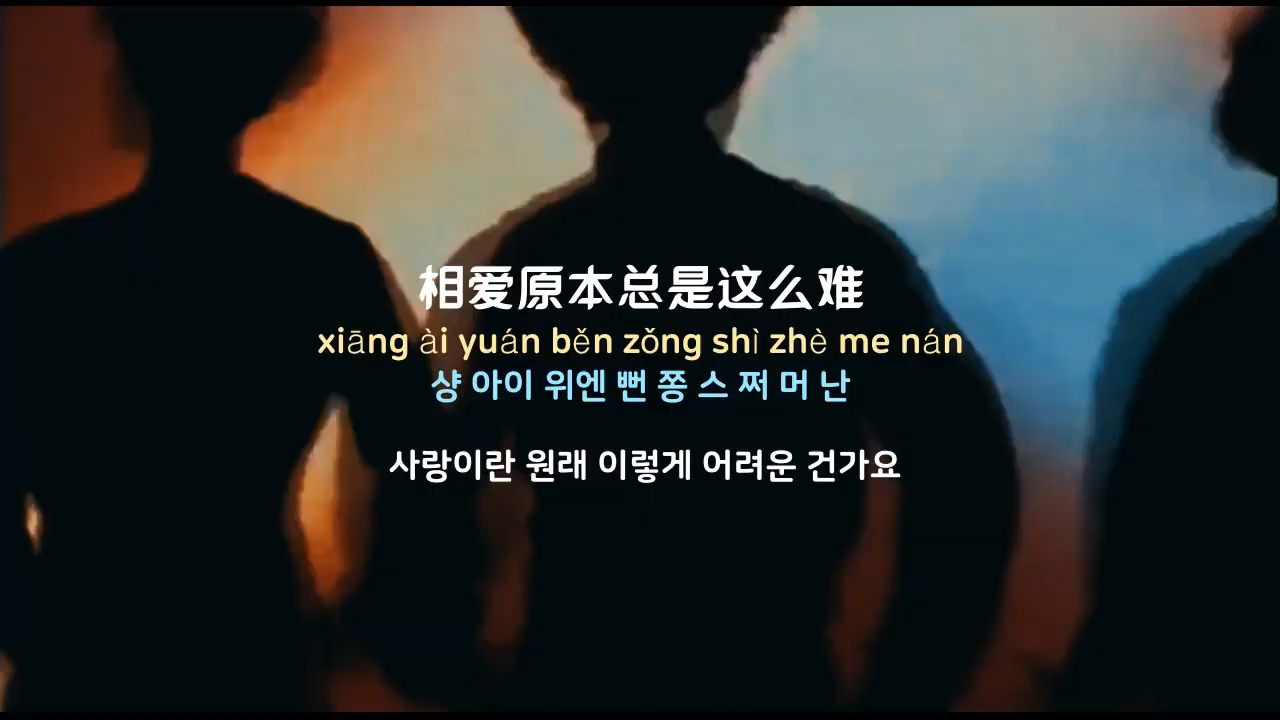 相爱原本总是这么难
xiāng ài yuán běn zǒng shì zhè me nán
샹 아이 위엔 뻔 쫑 스 쩌 머 난
사랑이란 원래 이렇게 어려운 건가요